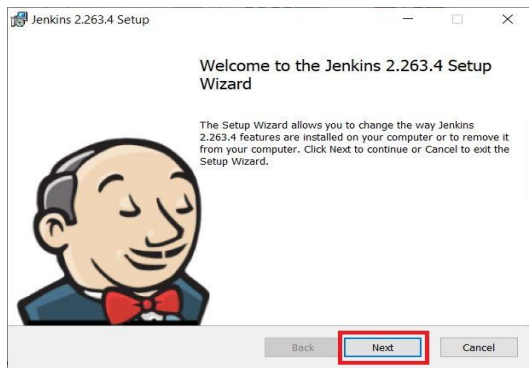 Jenkins 2.263.4 Setup
Welcome to the Jenkins 2.263.4 Setup
Wizard
The Setup Wizard allows you to change the way Jenkins
2.263.4 features are installed on your computer or to remove it
from your computer. Click Next to continue or Cancel to exit the
Setup Wizard.
Back Next Cancel